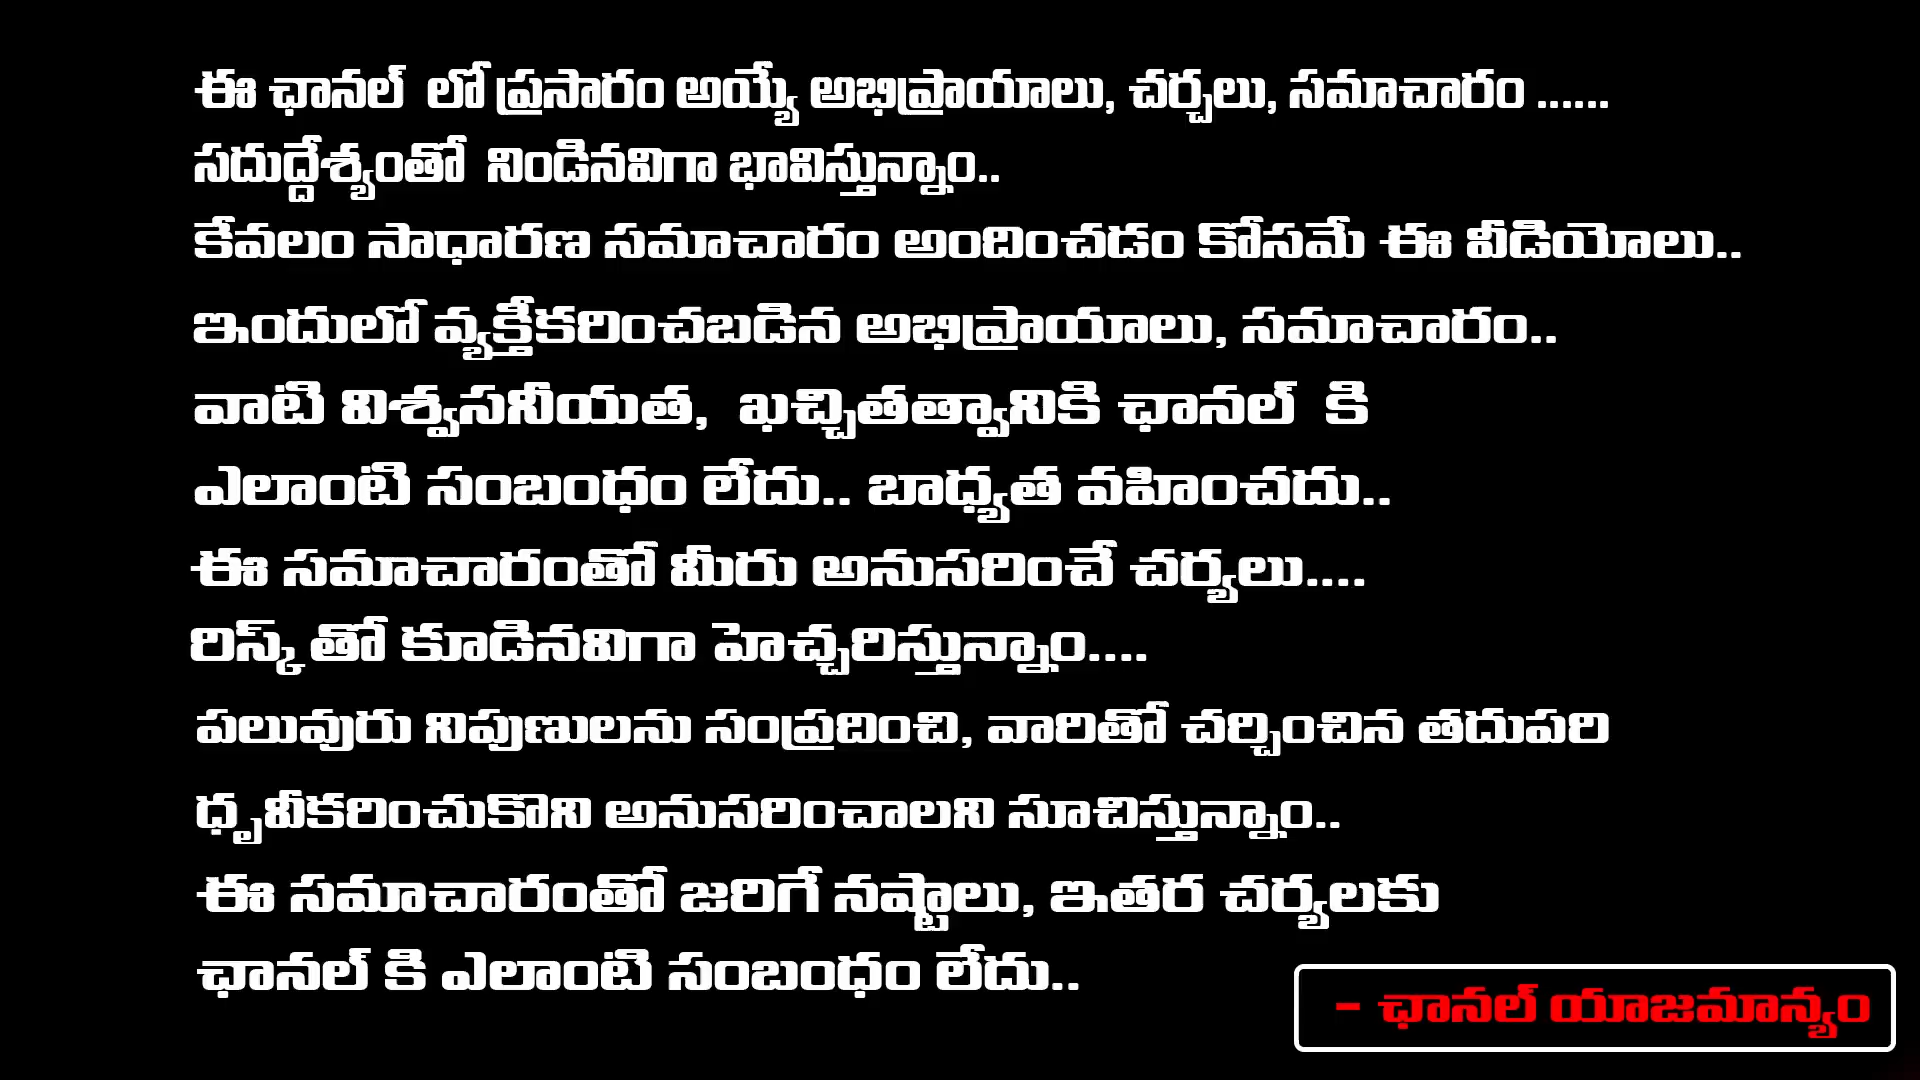 ఈ ఛానల్ లో ప్రసారం అయ్యే అభిప్రాయాలు, చర్చలు, సమాచారం ......
సదుద్దేశ్యంతో నిండినవిగా భావిస్తున్నాం..
కేవలం సాధారణ సమాచారం అందించడం కోసమే ఈ వీడియోలు..
ఇందులో వ్యక్తీకరించబడిన అభిప్రాయాలు, సమాచారం..
వాటి విశ్వసనీయత, ఖచ్చితత్వానికి ఛానల్ కి
ఎలాంటి సంబంధం లేదు.. బాధ్యత వహించదు..
ఈ సమాచారంతో మీరు అనుసరించే చర్యలు....
రిస్క్ తో కూడినవిగా హెచ్చరిస్తున్నాం....
పలువురు నిపుణులను సంప్రదించి, వారితో చర్చించిన తదుపరి
ధృవీకరించుకొని అనుసరించాలని సూచిస్తున్నాం..
ఈ సమాచారంతో జరిగే నష్టాలు, ఇతర చర్యలకు
ఛానల్ కి ఎలాంటి సంబంధం లేదు..
- ఛానల్ యాజమాన్యం